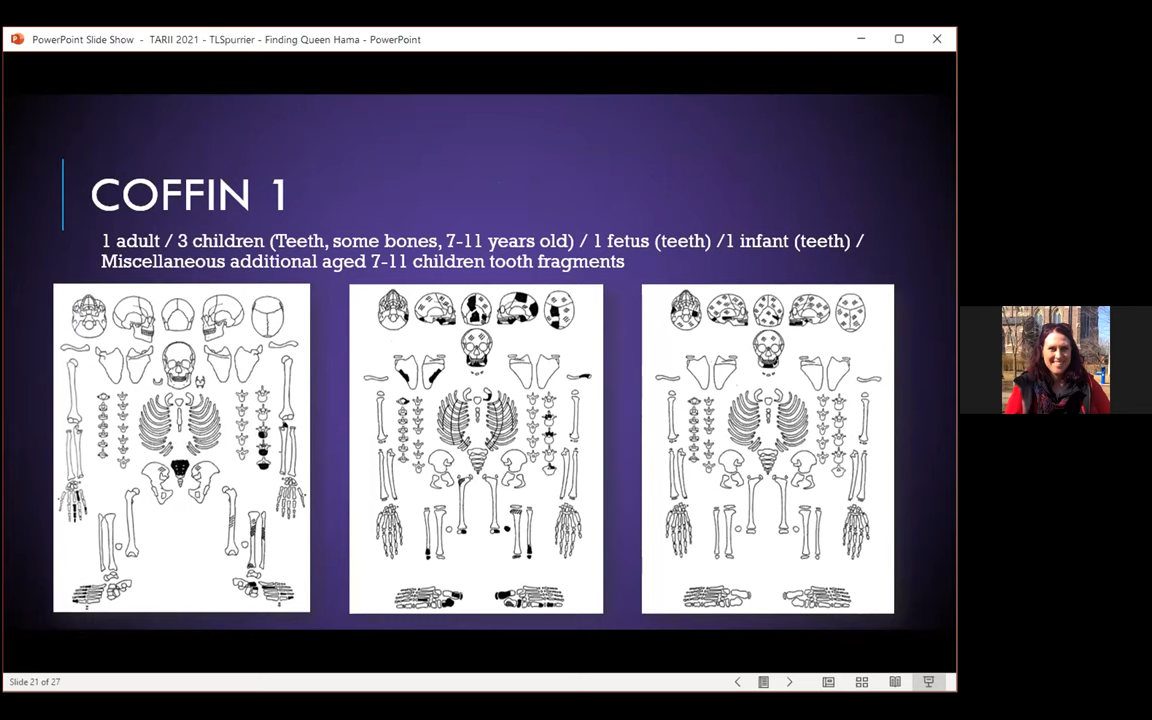 PowerPoint Slide Show - TARII 2021 - TLSpurrier - Finding Queen Hama - PowerPoint
COFFIN 1
1 adult / 3 children (Teeth, some bones, 7-11 years old) / 1 fetus (teeth) /1 infant (teeth) /
Miscellaneous additional aged 7-11 children tooth fragments
Slide 21 of 27